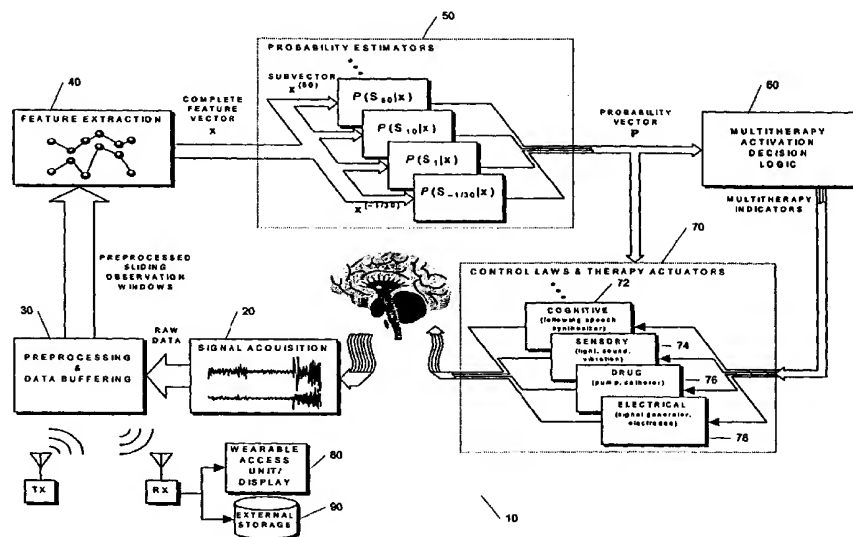 50
PROBABILITY ESTIMATORS
40
FEATURE EXTRACTION
COMPLETE
FEATURE
VECTOR
X
SUBVECTOR
X (60)
P(S60|x)
P(S10|x)
P(S1|x)
P(S-1/30|x)
X (-1/30)
PROBABILITY
VECTOR
P
60
MULTITHERAPY
ACTIVATION
DECISION
LOGIC
MULTITHERAPY
INDICATORS
PREPROCESSED
SLIDING
OBSERVATION
WINDOWS
70
CONTROL LAWS & THERAPY ACTUATORS
72
COGNITIVE
(following speech
synthesizer)
SENSORY
(light, sound,
vibration)
74
DRUG
(pump, catheter)
76
ELECTRICAL
(signal generator,
electrodes)
78
30
PREPROCESSING
&
DATA BUFFERING
RAW
DATA
20
SIGNAL ACQUISITION
TX
RX
WEARABLE
ACCESS
UNIT/
DISPLAY
80
EXTERNAL
STORAGE
90
10